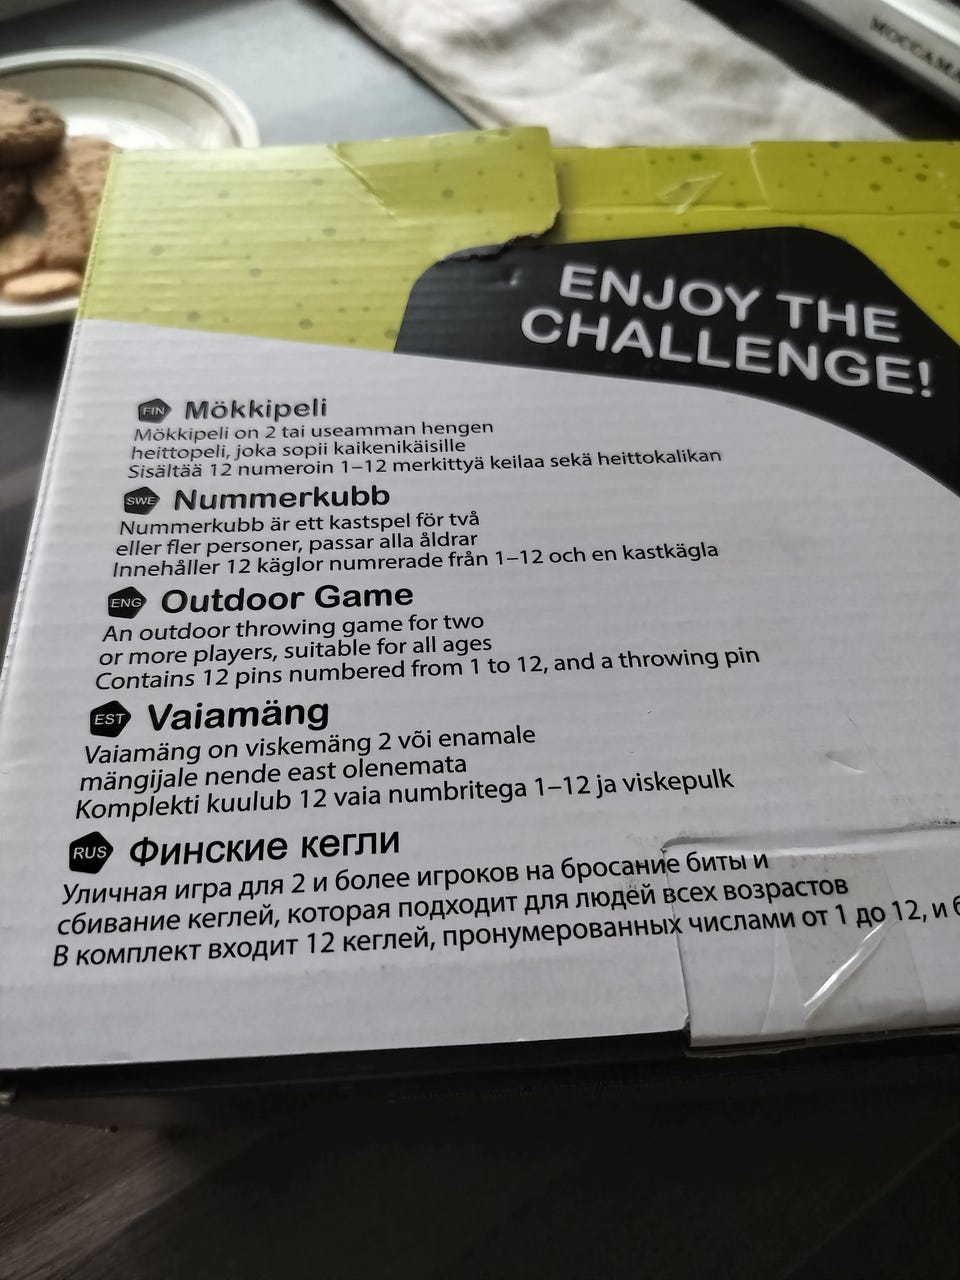 MOCCAMA
ENJOY THE
CHALLENGE!
FIN Mökkipeli
Mökkipeli on 2 tai useamman hengen
heittopeli, joka sopii kaikenikäisille
Sisältää 12 numeroin 1–12 merkittyä keilaa sekä heittokalikan
SWE Nummerkubb
Nummerkubb är ett kastspel för två
eller fler personer, passar alla åldrar
Innehåller 12 käglor numrerade från 1–12 och en kastkägla
ENG Outdoor Game
An outdoor throwing game for two
or more players, suitable for all ages
Contains 12 pins numbered from 1 to 12, and a throwing pin
EST Vaiamäng
Vaiamäng on viskemäng 2 või enamale
mängijale nende east olenemata
Komplekti kuulub 12 vaia numbritega 1–12 ja viskepulk
RUS Финские кегли
Уличная игра для 2 и более игроков на бросание биты и
сбивание кеглей, которая подходит для людей всех возрастов
В комплект входит 12 кеглей, пронумерованных числами от 1 до 12, и